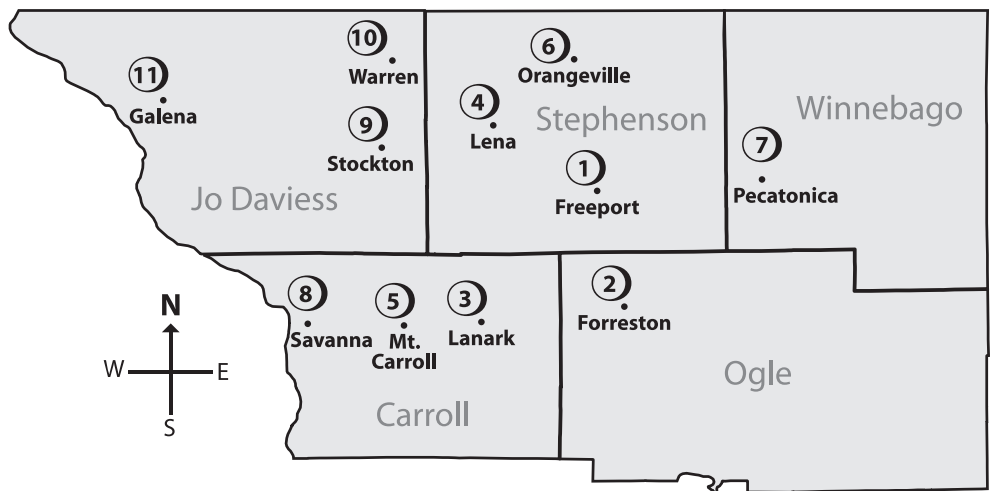 10
Warren
6
Orangeville
11
Galena
4
Lena
Stephenson
Winnebago
9
Stockton
7
Pecatonica
1
Freeport
Jo Daviess
8
Savanna
5
Mt.
Carroll
3
Lanark
2
Forreston
N
W
E
S
Ogle
Carroll